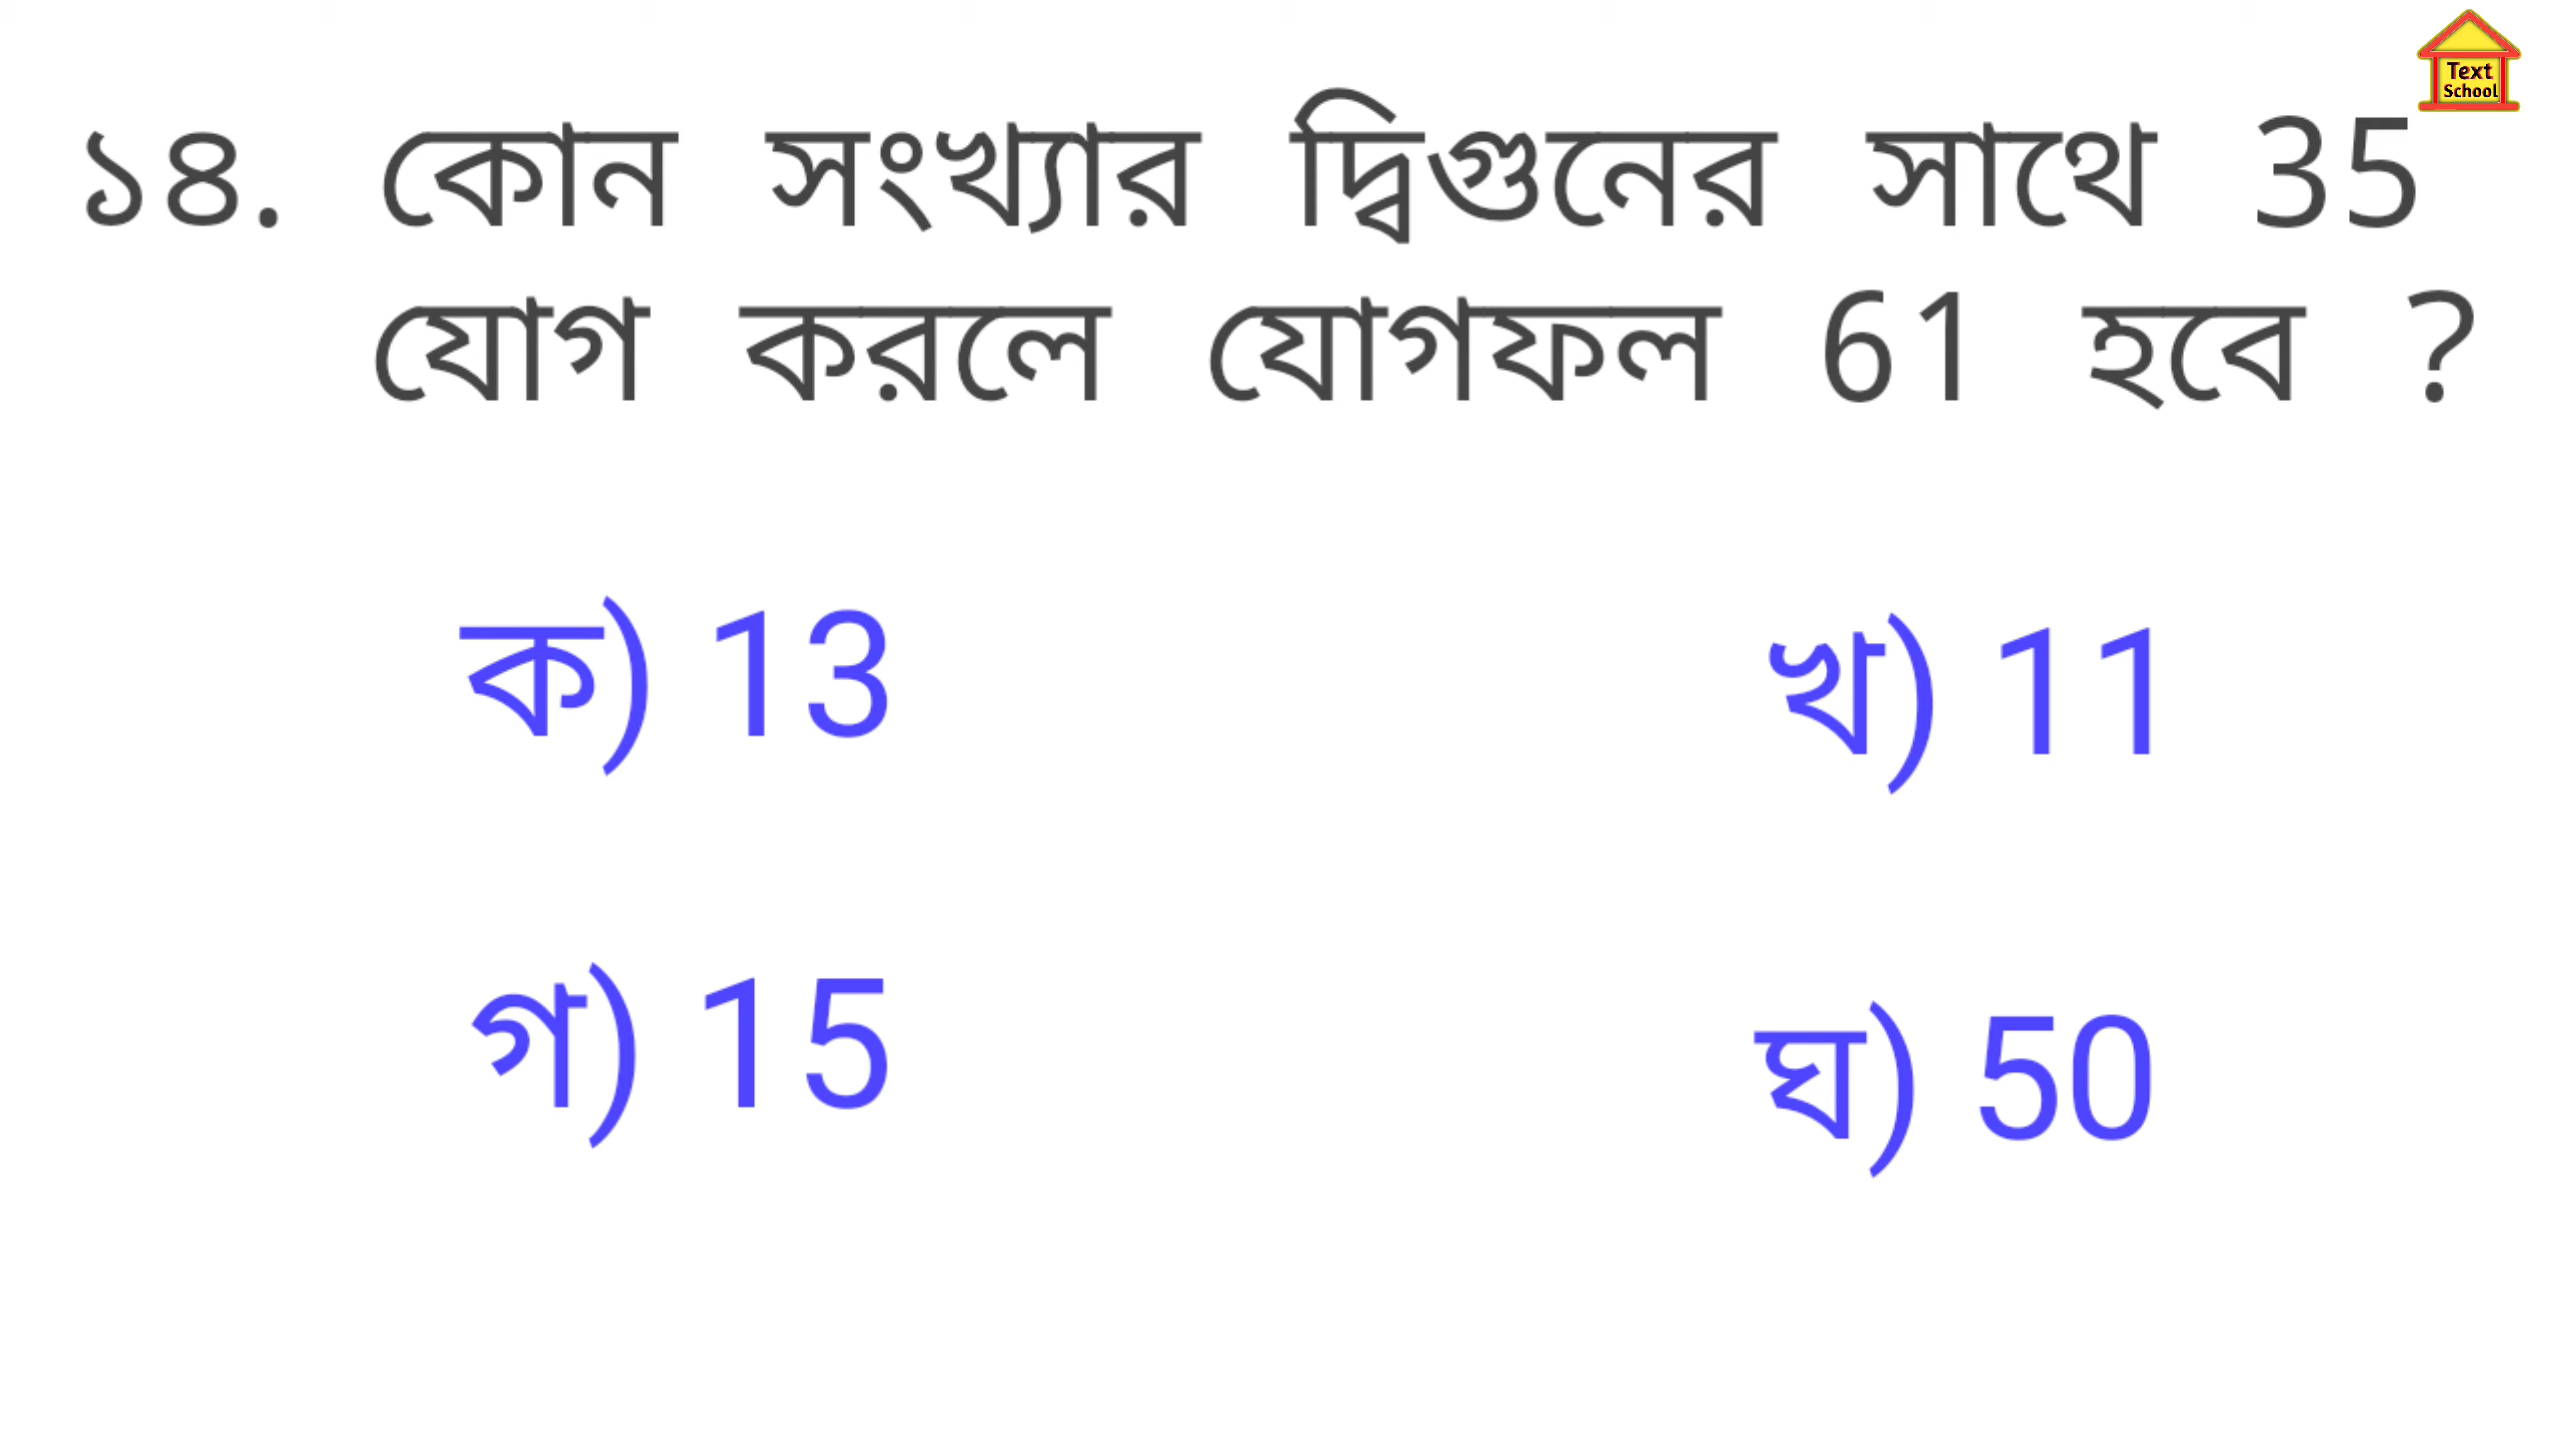 Text
School
১৪. কোন সংখ্যার দ্বিগুনের সাথে 35
যোগ করলে যোগফল 61 হবে ?
ক) 13
খ) 11
গ) 15
ঘ) 50